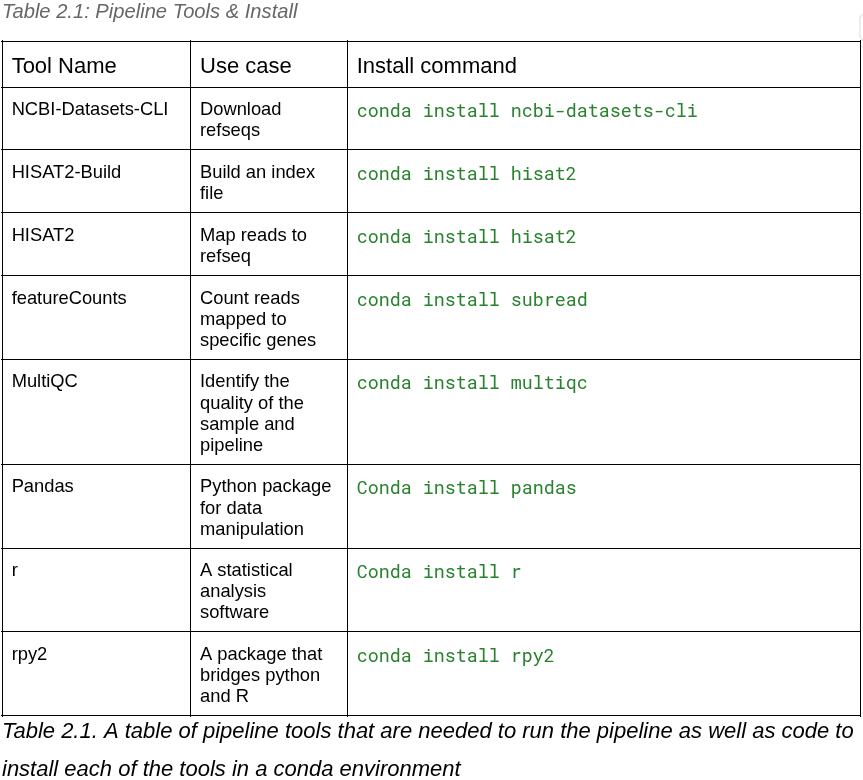 Table 2.1: Pipeline Tools & Install
Tool Name Use case Install command
NCBI-Datasets-CLI Download conda install ncbi-datasets-cli
refseqs
HISAT2-Build Build an index conda install hisat2
file
HISAT2 Map reads to conda install hisat2
refseq
featureCounts Count reads conda install subread
mapped to
specific genes
MultiQC Identify the conda install multiqc
quality of the
sample and
pipeline
Pandas Python package Conda install pandas
for data
manipulation
r A statistical Conda install r
analysis
software
rpy2 A package that conda install rpy2
bridges python
and R
Table 2.1. A table of pipeline tools that are needed to run the pipeline as well as code to
install each of the tools in a conda environment